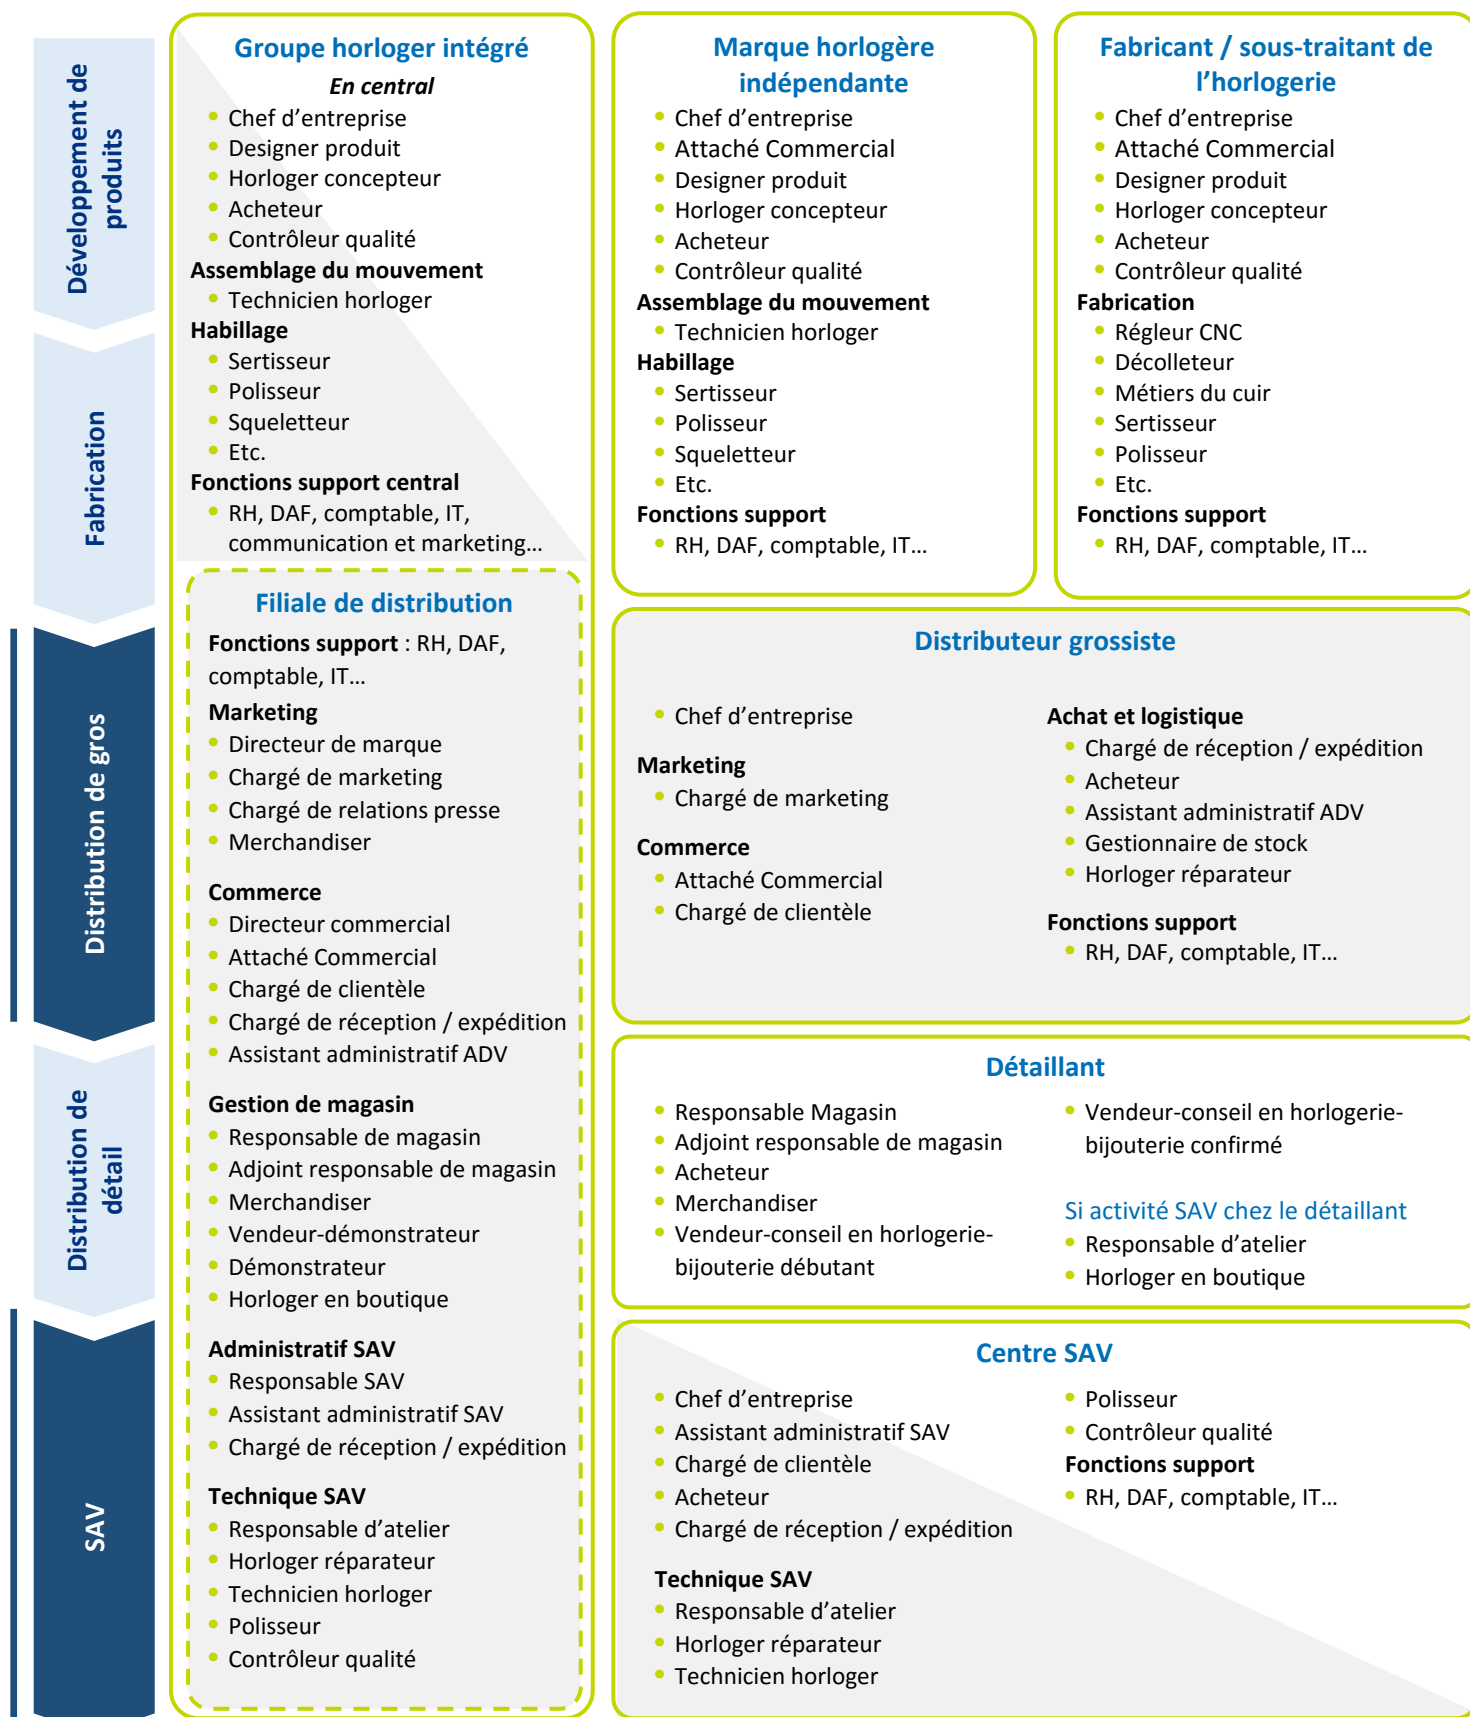 Développement de
produits
Fabrication
Distribution de gros
Distribution de
détail
SAV
Groupe horloger intégré
En central
• Chef d’entreprise
• Designer produit
• Horloger concepteur
• Acheteur
• Contrôleur qualité
Assemblage du mouvement
• Technicien horloger
Habillage
• Sertisseur
• Polisseur
• Squeletteur
• Etc.
Fonctions support central
• RH, DAF, comptable, IT,
communication et marketing…
Filiale de distribution
Fonctions support : RH, DAF,
comptable, IT…
Marketing
• Directeur de marque
• Chargé de marketing
• Chargé de relations presse
• Merchandiser
Commerce
• Directeur commercial
• Attaché Commercial
• Chargé de clientèle
• Chargé de réception / expédition
• Assistant administratif ADV
Gestion de magasin
• Responsable de magasin
• Adjoint responsable de magasin
• Merchandiser
• Vendeur-démonstrateur
• Démonstrateur
• Horloger en boutique
Administratif SAV
• Responsable SAV
• Assistant administratif SAV
• Chargé de réception / expédition
Technique SAV
• Responsable d’atelier
• Horloger réparateur
• Technicien horloger
• Polisseur
• Contrôleur qualité
Marque horlogère
indépendante
• Chef d’entreprise
• Attaché Commercial
• Designer produit
• Horloger concepteur
• Acheteur
• Contrôleur qualité
Assemblage du mouvement
• Technicien horloger
Habillage
• Sertisseur
• Polisseur
• Squeletteur
• Etc.
Fonctions support
• RH, DAF, comptable, IT…
Fabricant / sous-traitant de
l’horlogerie
• Chef d’entreprise
• Attaché Commercial
• Designer produit
• Horloger concepteur
• Acheteur
• Contrôleur qualité
Fabrication
• Régleur CNC
• Décolleteur
• Métiers du cuir
• Sertisseur
• Polisseur
• Etc.
Fonctions support
• RH, DAF, comptable, IT…
Distributeur grossiste
• Chef d’entreprise
Marketing
• Chargé de marketing
Commerce
• Attaché Commercial
• Chargé de clientèle
Achat et logistique
• Chargé de réception / expédition
• Acheteur
• Assistant administratif ADV
• Gestionnaire de stock
• Horloger réparateur
Fonctions support
• RH, DAF, comptable, IT…
Détaillant
• Responsable Magasin
• Adjoint responsable de magasin
• Acheteur
• Merchandiser
• Vendeur-conseil en horlogerie-
bijouterie débutant
• Vendeur-conseil en horlogerie-
bijouterie confirmé
Si activité SAV chez le détaillant
• Responsable d’atelier
• Horloger en boutique
Centre SAV
• Chef d’entreprise
• Assistant administratif SAV
• Chargé de clientèle
• Acheteur
• Chargé de réception / expédition
Technique SAV
• Responsable d’atelier
• Horloger réparateur
• Technicien horloger
• Polisseur
• Contrôleur qualité
Fonctions support
• RH, DAF, comptable, IT…